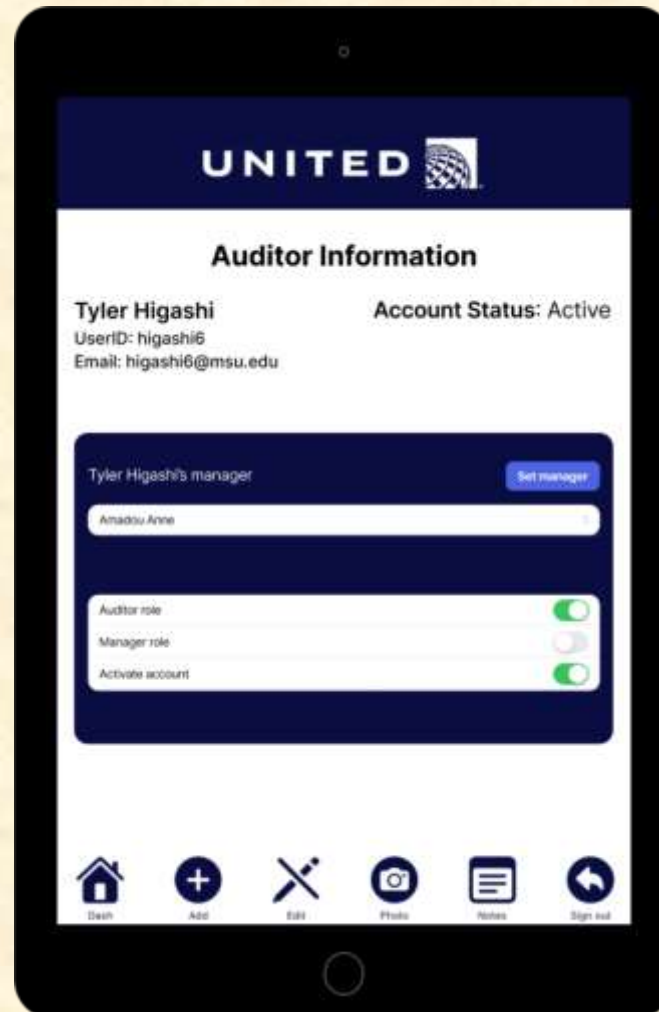 UNITED
Auditor Information
Tyler Higashi
UserID: higashi6
Email: higashi6@msu.edu
Account Status: Active
Tyler Higashi's manager
Set manager
Amadou Anne
Auditor role
Manager role
Activate account
Dash
Add
Edit
Photo
Notes
Sign out